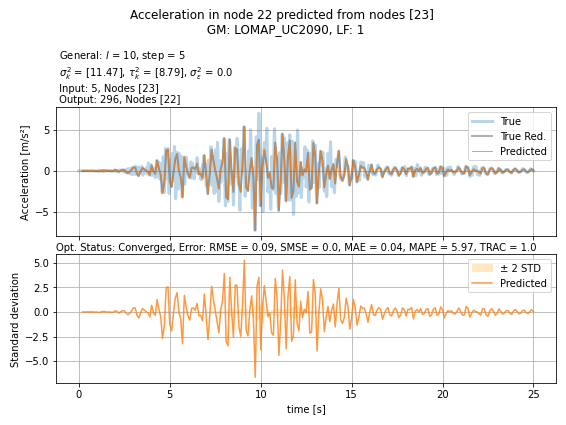 Acceleration in node 22 predicted from nodes [23]
GM: LOMAP_UC2090, LF: 1
General: l = 10, step = 5
σ²ₖ = [11.47], τ²ₖ = [8.79], σ²ε = 0.0
Input: 5, Nodes [23]
Output: 296, Nodes [22]
Acceleration [m/s²]
5
0
−5
True
True Red.
Predicted
Opt. Status: Converged, Error: RMSE = 0.09, SMSE = 0.0, MAE = 0.04, MAPE = 5.97, TRAC = 1.0
Standard deviation
5.0
2.5
0.0
−2.5
−5.0
± 2 STD
Predicted
0 5 10 15 20 25
time [s]